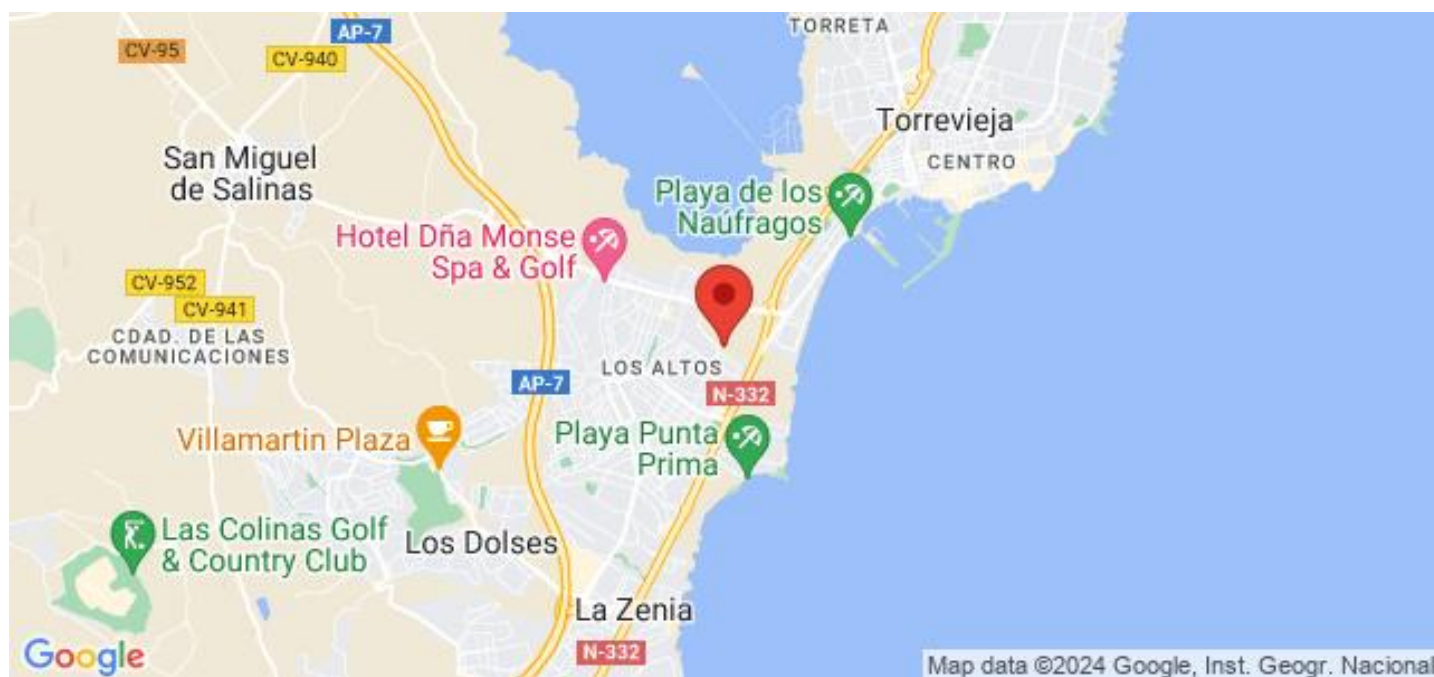 TORRETA
AP-7
CV-95
CV-940
Torrevieja
CENTRO
San Miguel
de Salinas
Playa de los
Naúfragos
Hotel Dña Monse
Spa & Golf
CV-952
CV-941
CDAD. DE LAS
COMUNICACIONES
LOS ALTOS
AP-7
N-332
Villamartin Plaza
Playa Punta
Prima
Las Colinas Golf
& Country Club
Los Dolses
La Zenia
N-332
Google
Map data ©2024 Google, Inst. Geogr. Nacional